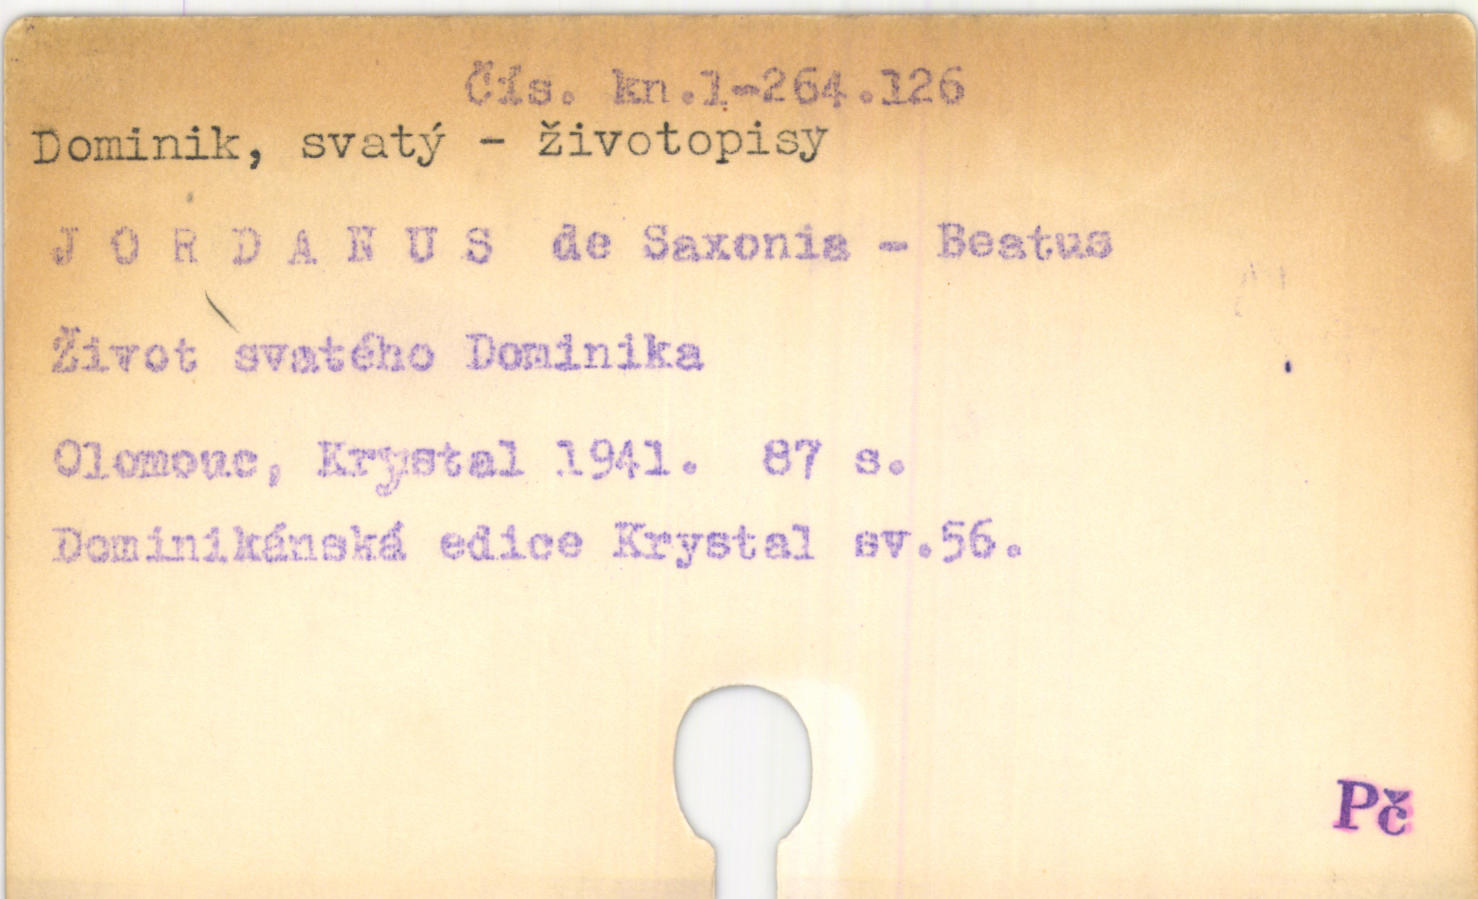 Čís. kn.1-264.126
Dominik, svatý - životopisy
J O R D A N U S de Saxonia - Beatus
Život svatého Dominika
Olomouc, Krystal 1941. 87 s.
Dominikánská edice Krystal sv.56.
Pč